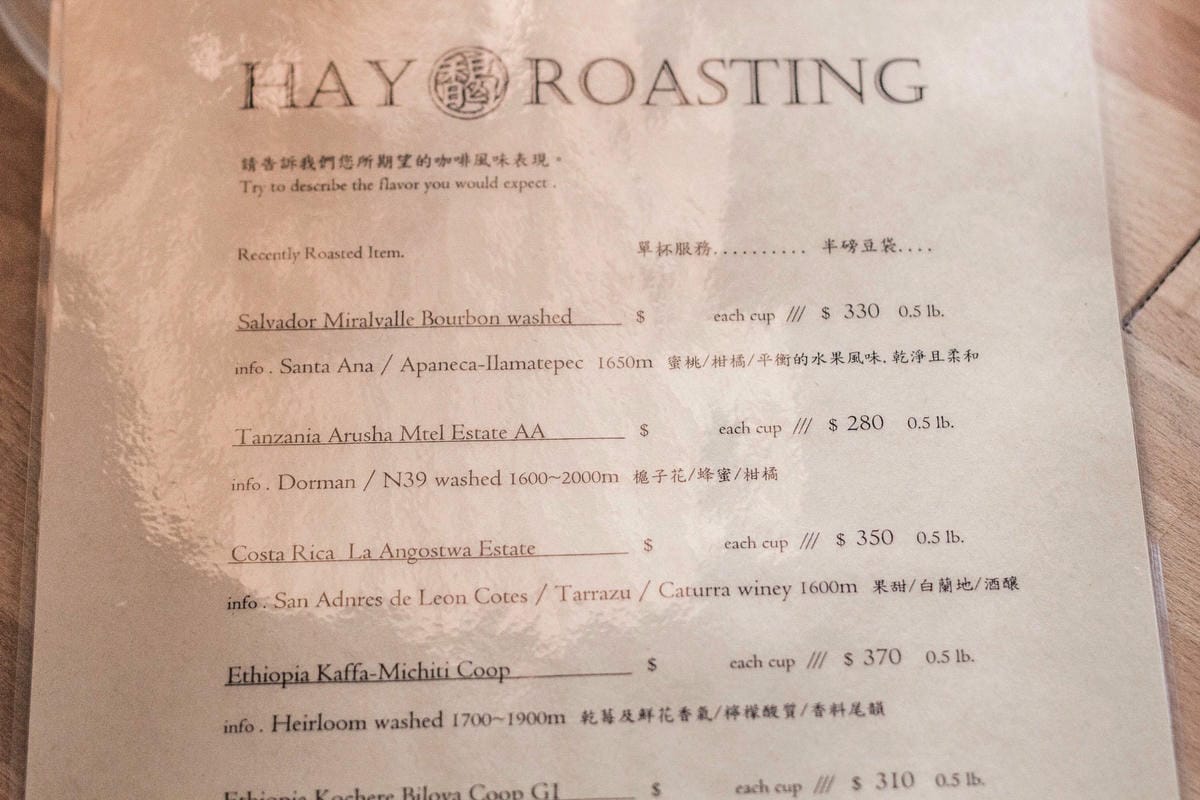 HAY ROASTING
請告訴我們您所期望的咖啡風味表現。
Try to describe the flavor you would expect .
Recently Roasted Item. 單杯服務.......... 半磅豆袋....
Salvador Miralvalle Bourbon washed $ each cup /// $ 330 0.5 lb.
info . Santa Ana / Apaneca-Ilamatepec 1650m 蜜桃/柑橘/平衡的水果風味.乾淨且柔和
Tanzania Arusha Mtel Estate AA $ each cup /// $ 280 0.5 lb.
info . Dorman / N39 washed 1600~2000m 梔子花/蜂蜜/柑橘
Costa Rica La Angostwa Estate $ each cup /// $ 350 0.5 lb.
info . San Adnres de Leon Cotes / Tarrazu / Caturra winey 1600m 果甜/白蘭地/酒釀
Ethiopia Kaffa-Michiti Coop $ each cup /// $ 370 0.5 lb.
info . Heirloom washed 1700~1900m 乾莓及鮮花香氣/檸檬酸質/香料尾韻
Ethiopia Kochere Biloya Coop G1 $ each cup /// $ 310 0.5 lb.